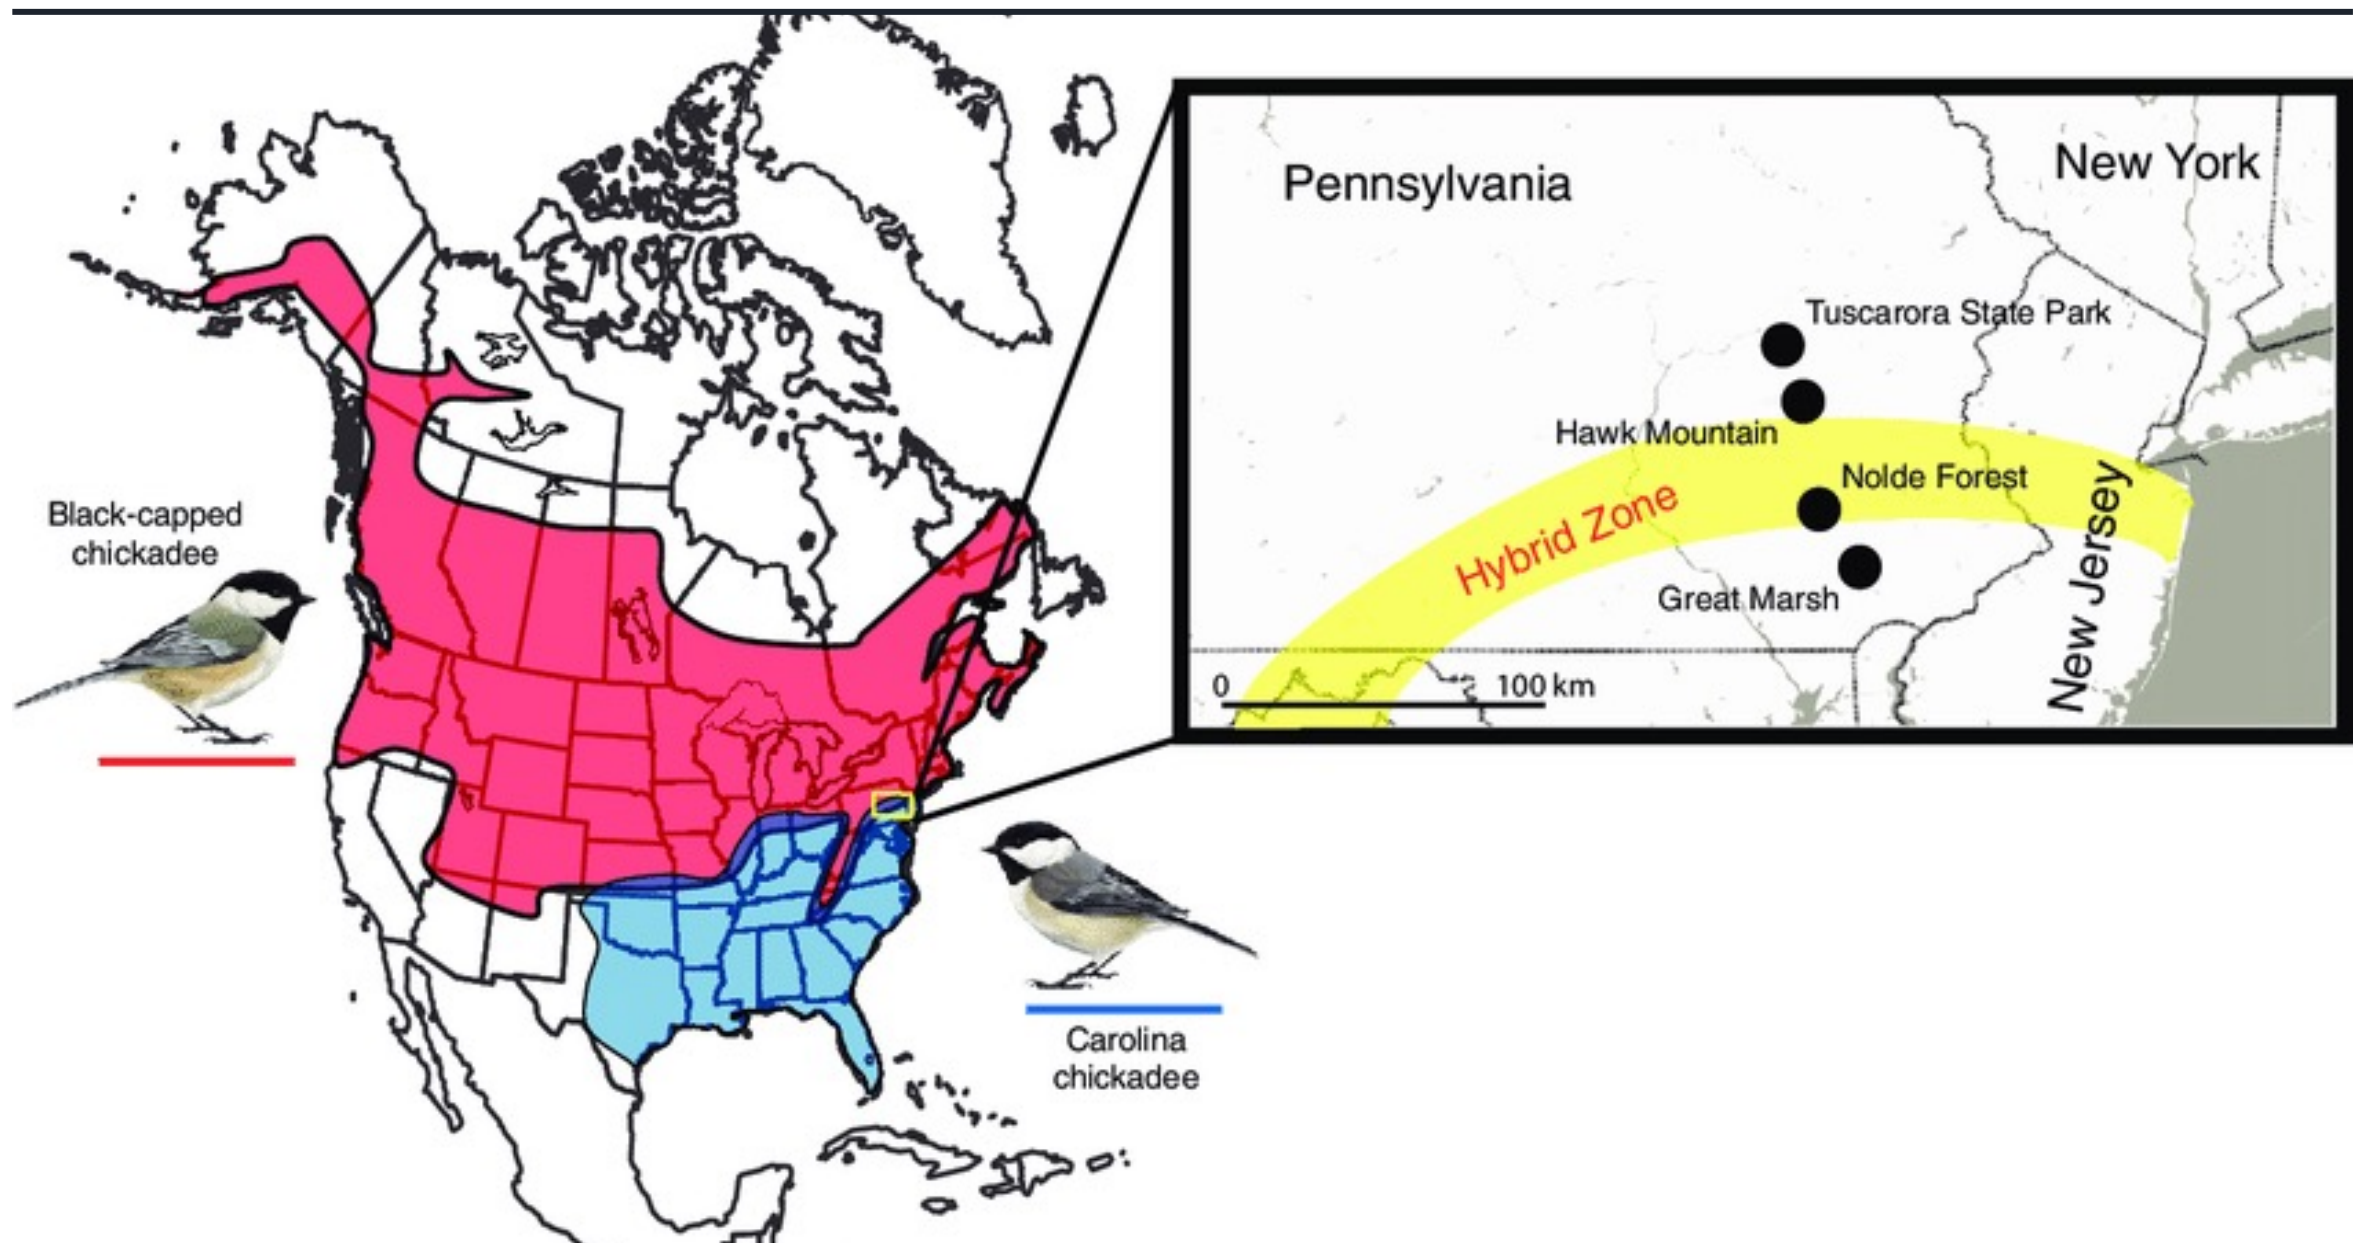 Black-capped
chickadee
Carolina
chickadee
Pennsylvania
New York
Tuscarora State Park
Hawk Mountain
Nolde Forest
Hybrid Zone
Great Marsh
New Jersey
0 100 km